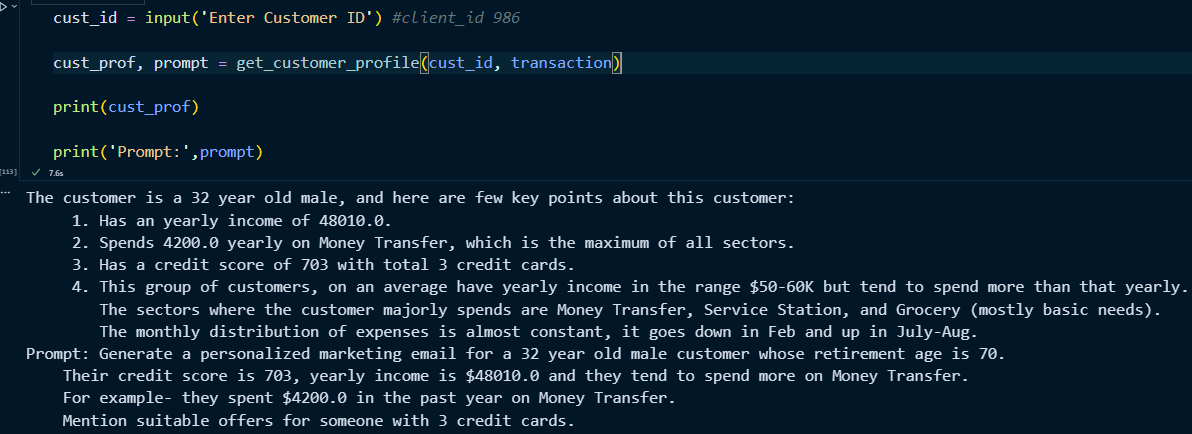 cust_id = input('Enter Customer ID') #client_id 986
cust_prof, prompt = get_customer_profile(cust_id, transaction)
print(cust_prof)
print('Prompt:',prompt)
[113] ✓ 7.6s
... The customer is a 32 year old male, and here are few key points about this customer:
1. Has an yearly income of 48010.0.
2. Spends 4200.0 yearly on Money Transfer, which is the maximum of all sectors.
3. Has a credit score of 703 with total 3 credit cards.
4. This group of customers, on an average have yearly income in the range $50-60K but tend to spend more than that yearly.
The sectors where the customer majorly spends are Money Transfer, Service Station, and Grocery (mostly basic needs).
The monthly distribution of expenses is almost constant, it goes down in Feb and up in July-Aug.
Prompt: Generate a personalized marketing email for a 32 year old male customer whose retirement age is 70.
Their credit score is 703, yearly income is $48010.0 and they tend to spend more on Money Transfer.
For example- they spent $4200.0 in the past year on Money Transfer.
Mention suitable offers for someone with 3 credit cards.